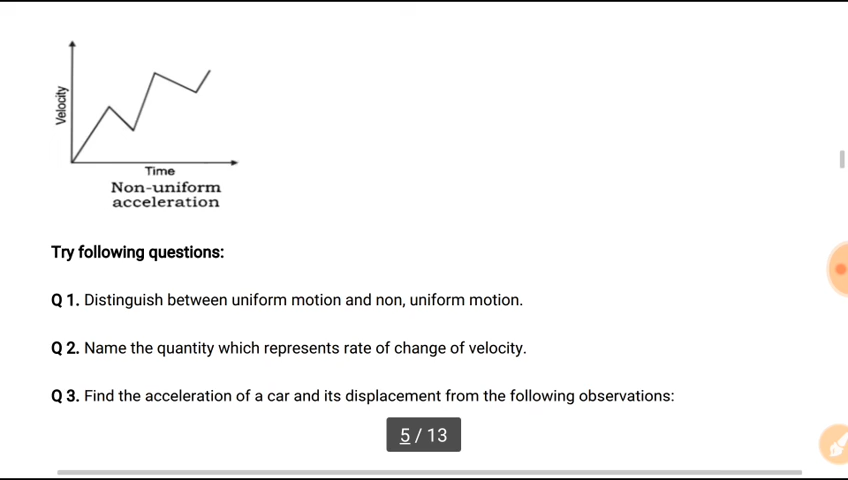 Velocity
Time
Non-uniform
acceleration
Try following questions:
Q 1. Distinguish between uniform motion and non, uniform motion.
Q 2. Name the quantity which represents rate of change of velocity.
Q 3. Find the acceleration of a car and its displacement from the following observations:
5 / 13